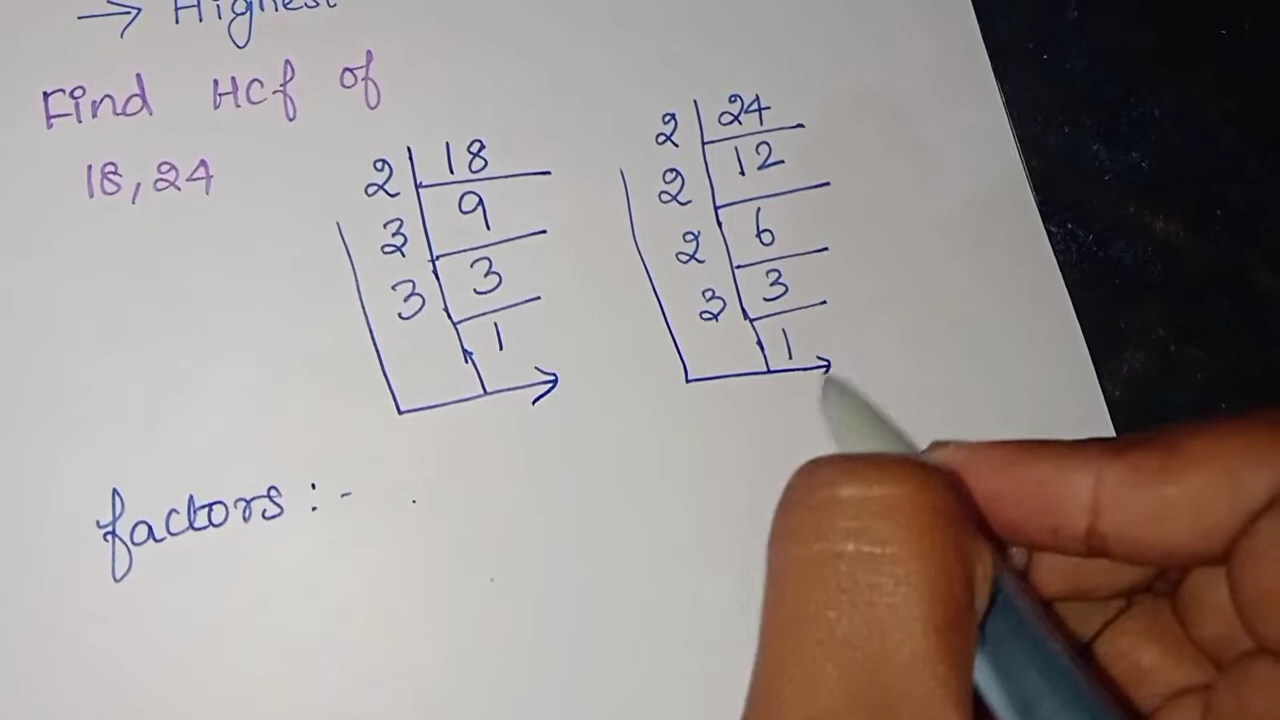 → Highest
Find HCf of
18,24
2 | 18
3 | 9
3 | 3
1
2 | 24
2 | 12
2 | 6
3 | 3
1
factors :-